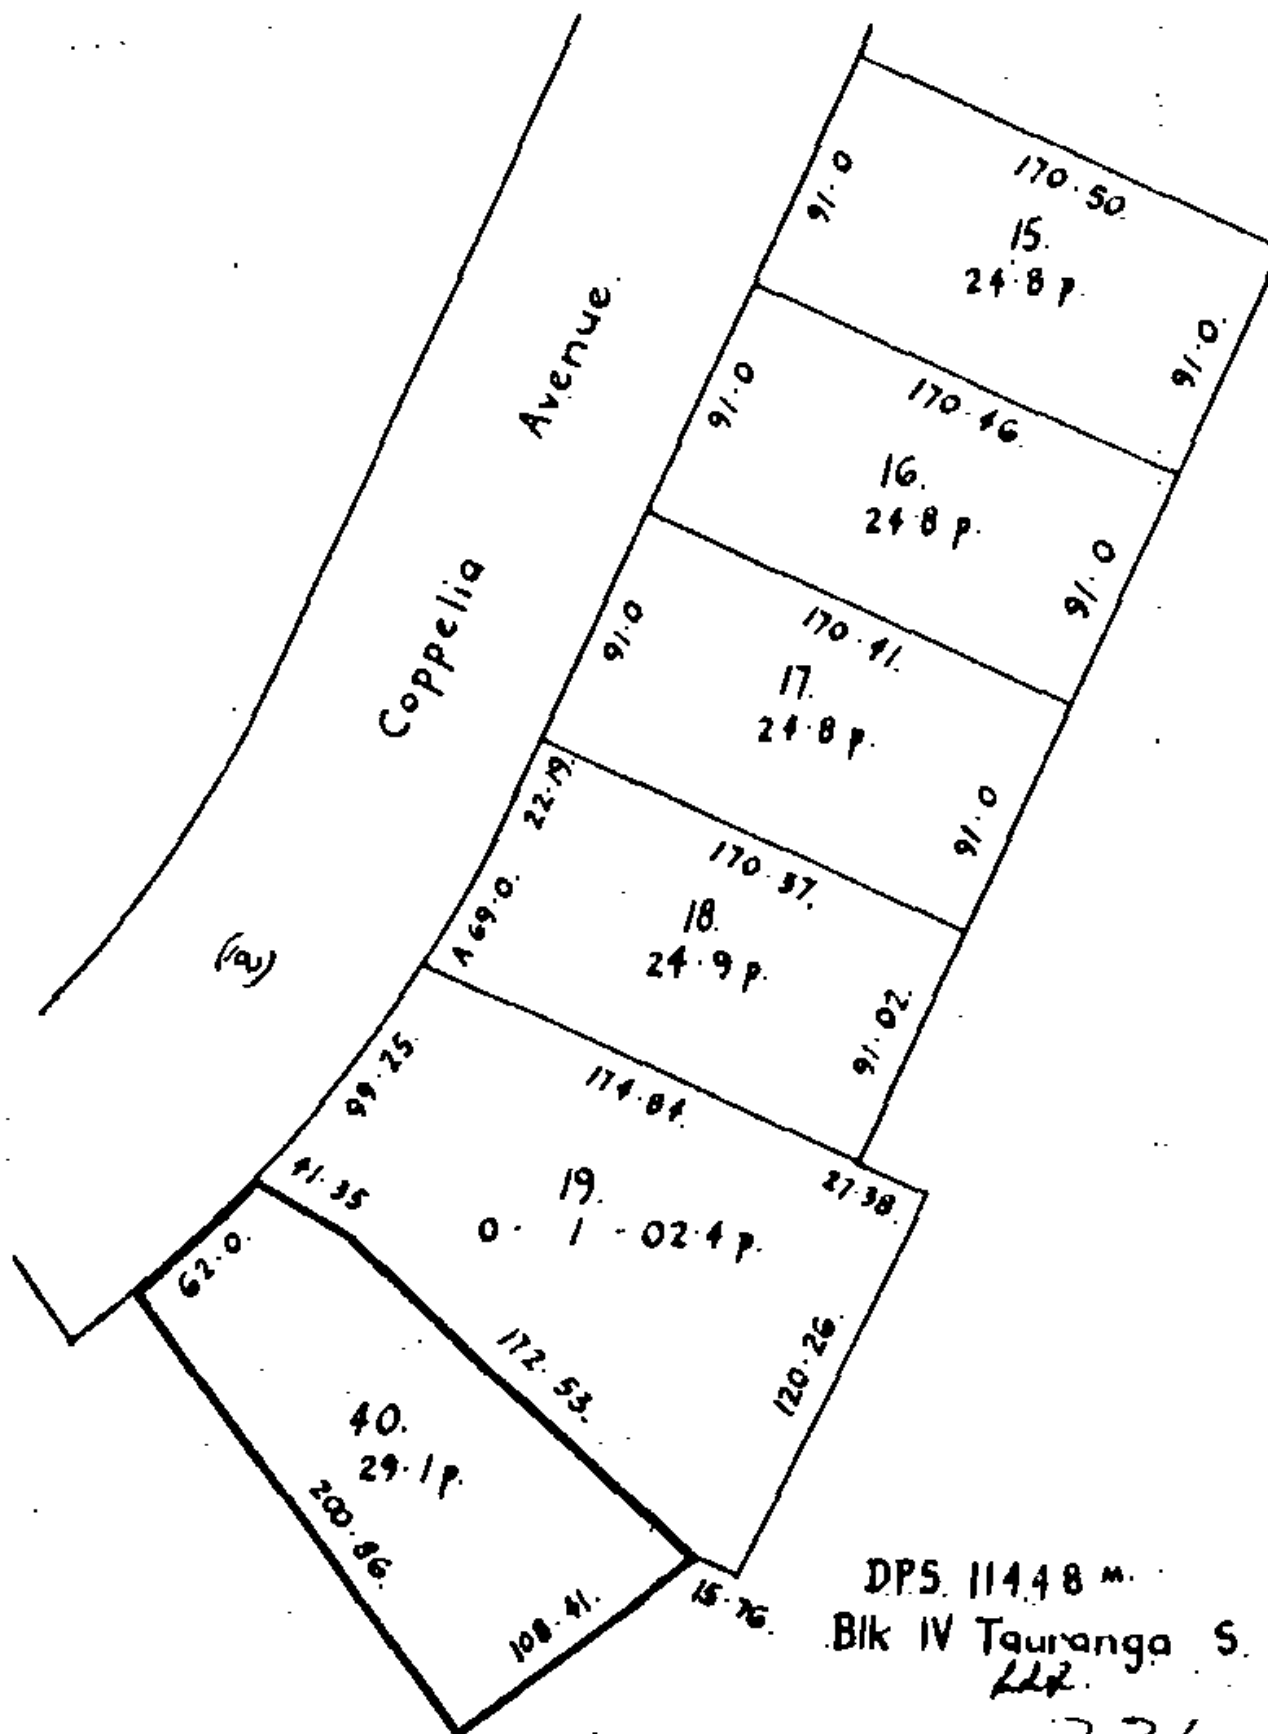 170·50.
91·0
15.
24·8 p.
91·0.
Avenue.
91·0
170·46.
16.
24·8 p.
91·0
Coppelia
91·0
170·41.
17.
24·8 p.
91·0
22·19.
170·37.
A 69·0.
18.
24·9 p.
91·02.
99·25.
174·84.
41·35
19.
27·38.
0 - 1 - 02·4 p.
62·0.
172·53.
120·26.
40.
29·1 p.
200·86.
108·41.
15·76.
DPS. 11448 M.
Blk IV Tauranga S.